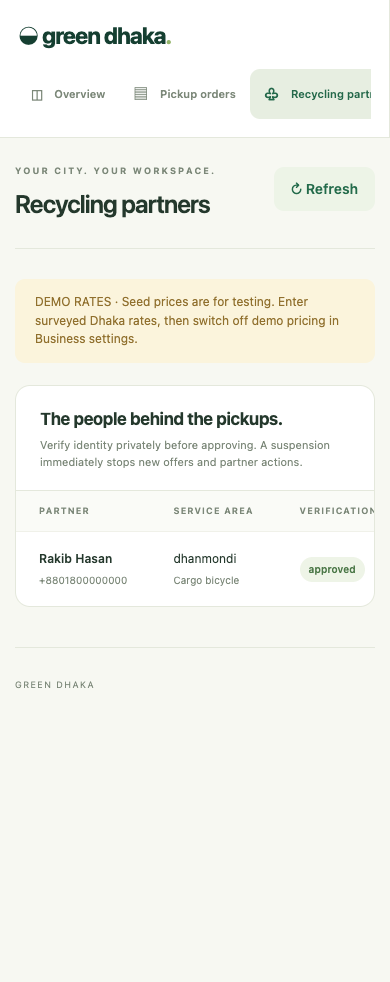 green dhaka.
Overview
Pickup orders
Recycling
YOUR CITY. YOUR WORKSPACE.
Recycling partners
Refresh
DEMO RATES · Seed prices are for testing. Enter
surveyed Dhaka rates, then switch off demo pricing in
Business settings.
The people behind the pickups.
Verify identity privately before approving. A suspension
immediately stops new offers and partner actions.
PARTNER
SERVICE AREA
VERIFICATION
Rakib Hasan
dhanmondi
+8801800000000
Cargo bicycle
approved
GREEN DHAKA